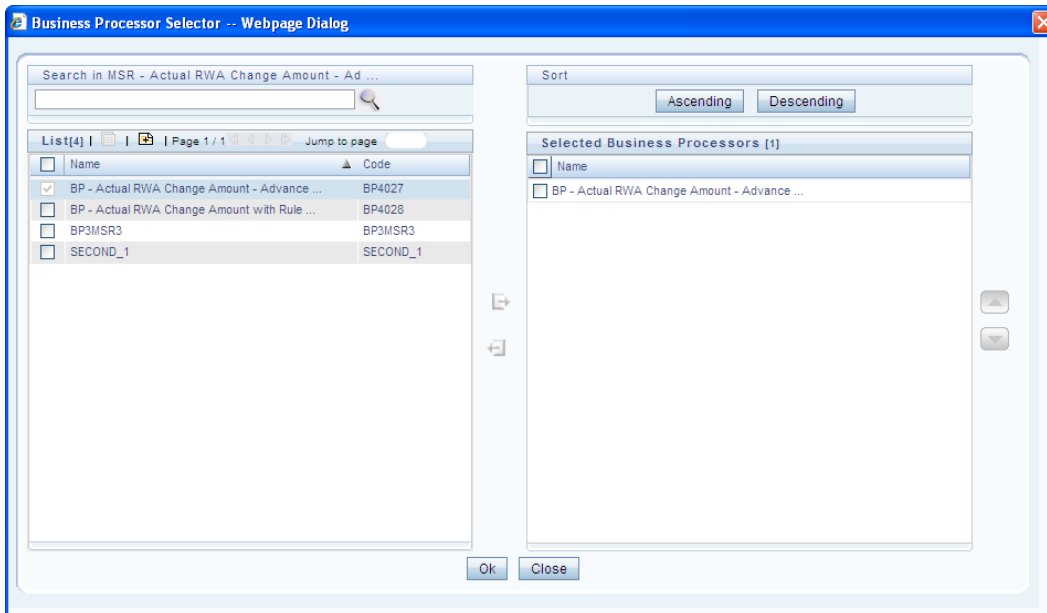 Business Processor Selector -- Webpage Dialog
Search in MSR - Actual RWA Change Amount - Ad ...
List[4] | | | Page 1 / 1 Jump to page
Name Code
BP - Actual RWA Change Amount - Advance ... BP4027
BP - Actual RWA Change Amount with Rule ... BP4028
BP3MSR3 BP3MSR3
SECOND_1 SECOND_1
Sort
Ascending Descending
Selected Business Processors [1]
Name
BP - Actual RWA Change Amount - Advance ...
Ok Close